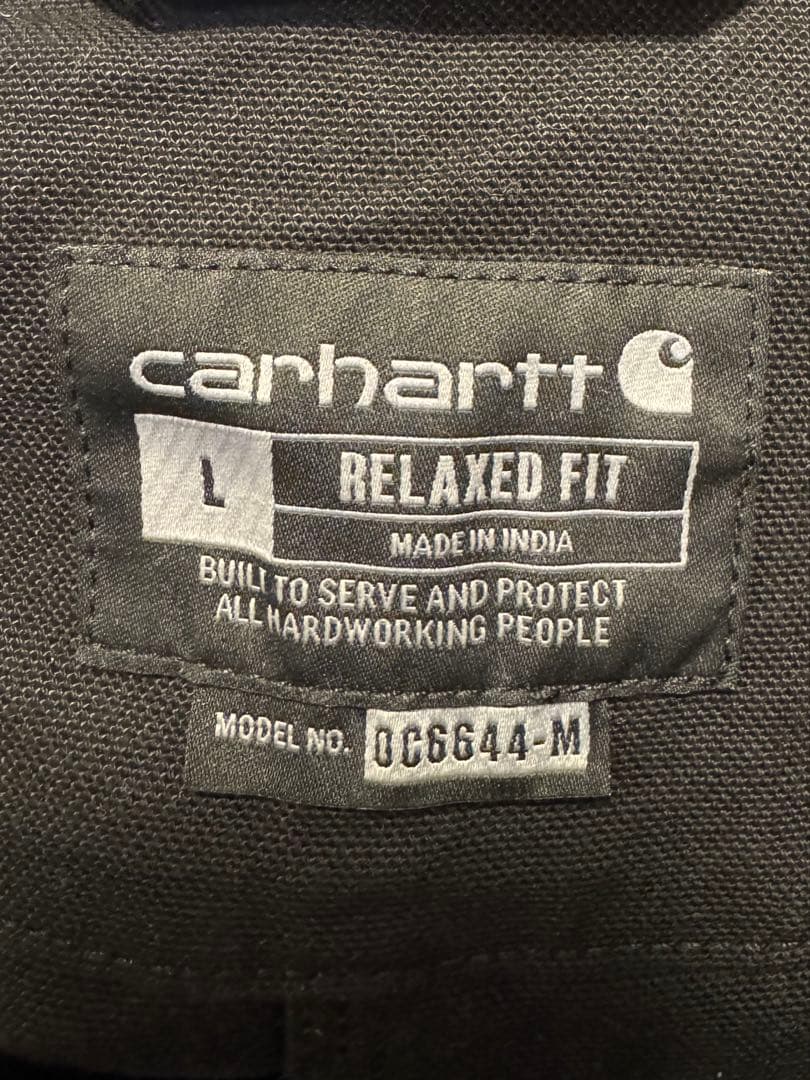 carhartt
L
RELAXED FIT
MADE IN INDIA
BUILT TO SERVE AND PROTECT
ALL HARDWORKING PEOPLE
MODEL NO. OC6644-M